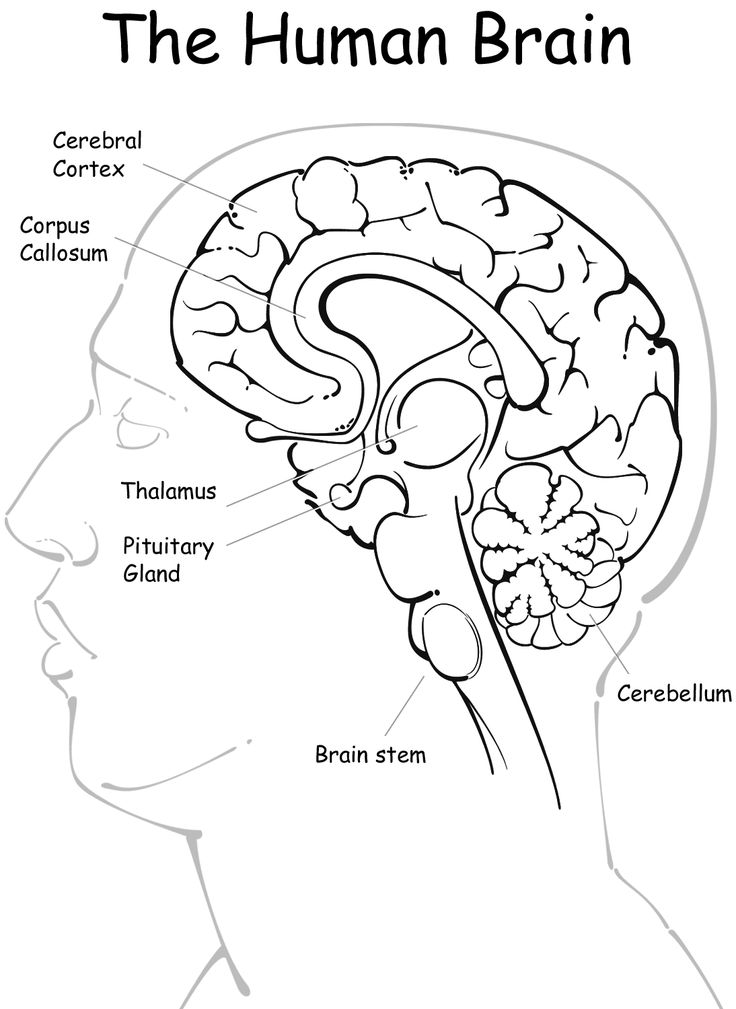 The Human Brain
Cerebral
Cortex
Corpus
Callosum
Thalamus
Pituitary
Gland
Cerebellum
Brain stem